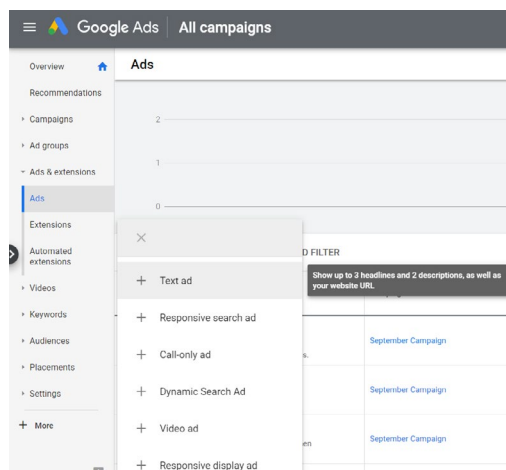 Google Ads All campaigns
Overview
Recommendations
Campaigns
Ad groups
Ads & extensions
Ads
Extensions
Automated
extensions
Videos
Keywords
Audiences
Placements
Settings
+ More
Ads
2
1
0
D FILTER
+ Text ad
+ Responsive search ad
+ Call-only ad
+ Dynamic Search Ad
+ Video ad
+ Responsive display ad
Show up to 3 headlines and 2 descriptions, as well as
your website URL
s.
September Campaign
September Campaign
en
September Campaign